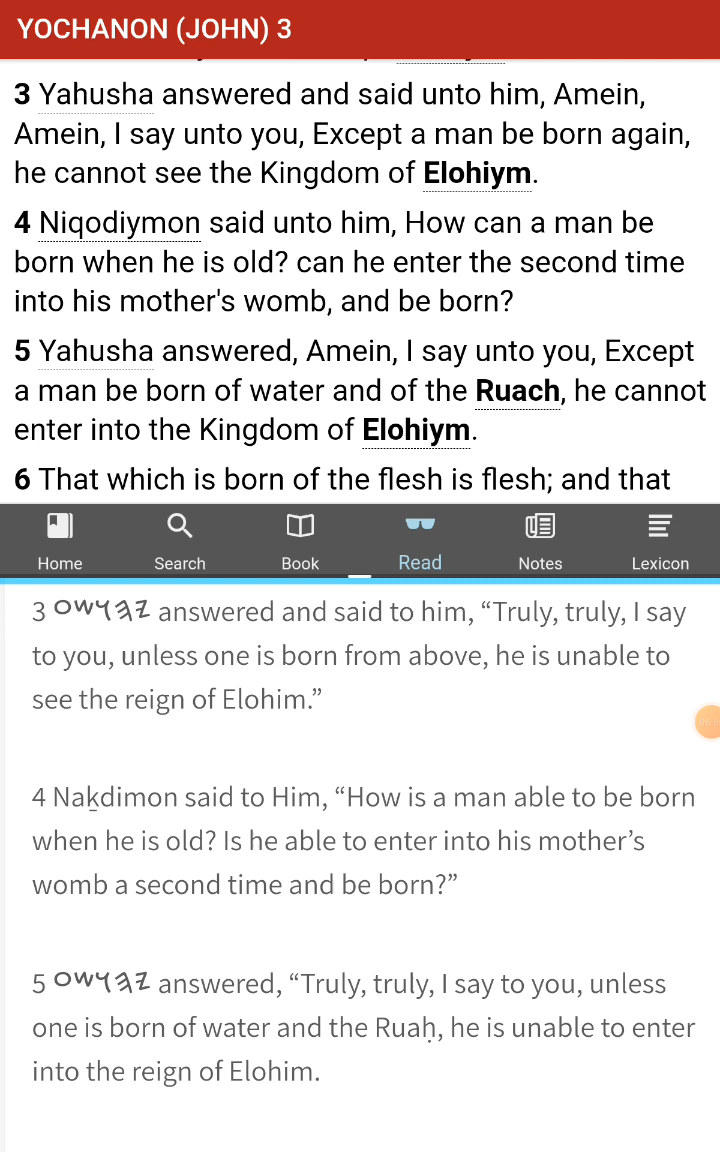 YOCHANON (JOHN) 3
3 Yahusha answered and said unto him, Amein,
Amein, I say unto you, Except a man be born again,
he cannot see the Kingdom of Elohiym.
4 Niqodiymon said unto him, How can a man be
born when he is old? can he enter the second time
into his mother's womb, and be born?
5 Yahusha answered, Amein, I say unto you, Except
a man be born of water and of the Ruach, he cannot
enter into the Kingdom of Elohiym.
6 That which is born of the flesh is flesh; and that
Home Search Book Read Notes Lexicon
3 𐤉𐤄𐤅𐤔𐤏 answered and said to him, “Truly, truly, I say
to you, unless one is born from above, he is unable to
see the reign of Elohim.”
4 Naḵdimon said to Him, “How is a man able to be born
when he is old? Is he able to enter into his mother’s
womb a second time and be born?”
5 𐤉𐤄𐤅𐤔𐤏 answered, “Truly, truly, I say to you, unless
one is born of water and the Ruaḥ, he is unable to enter
into the reign of Elohim.